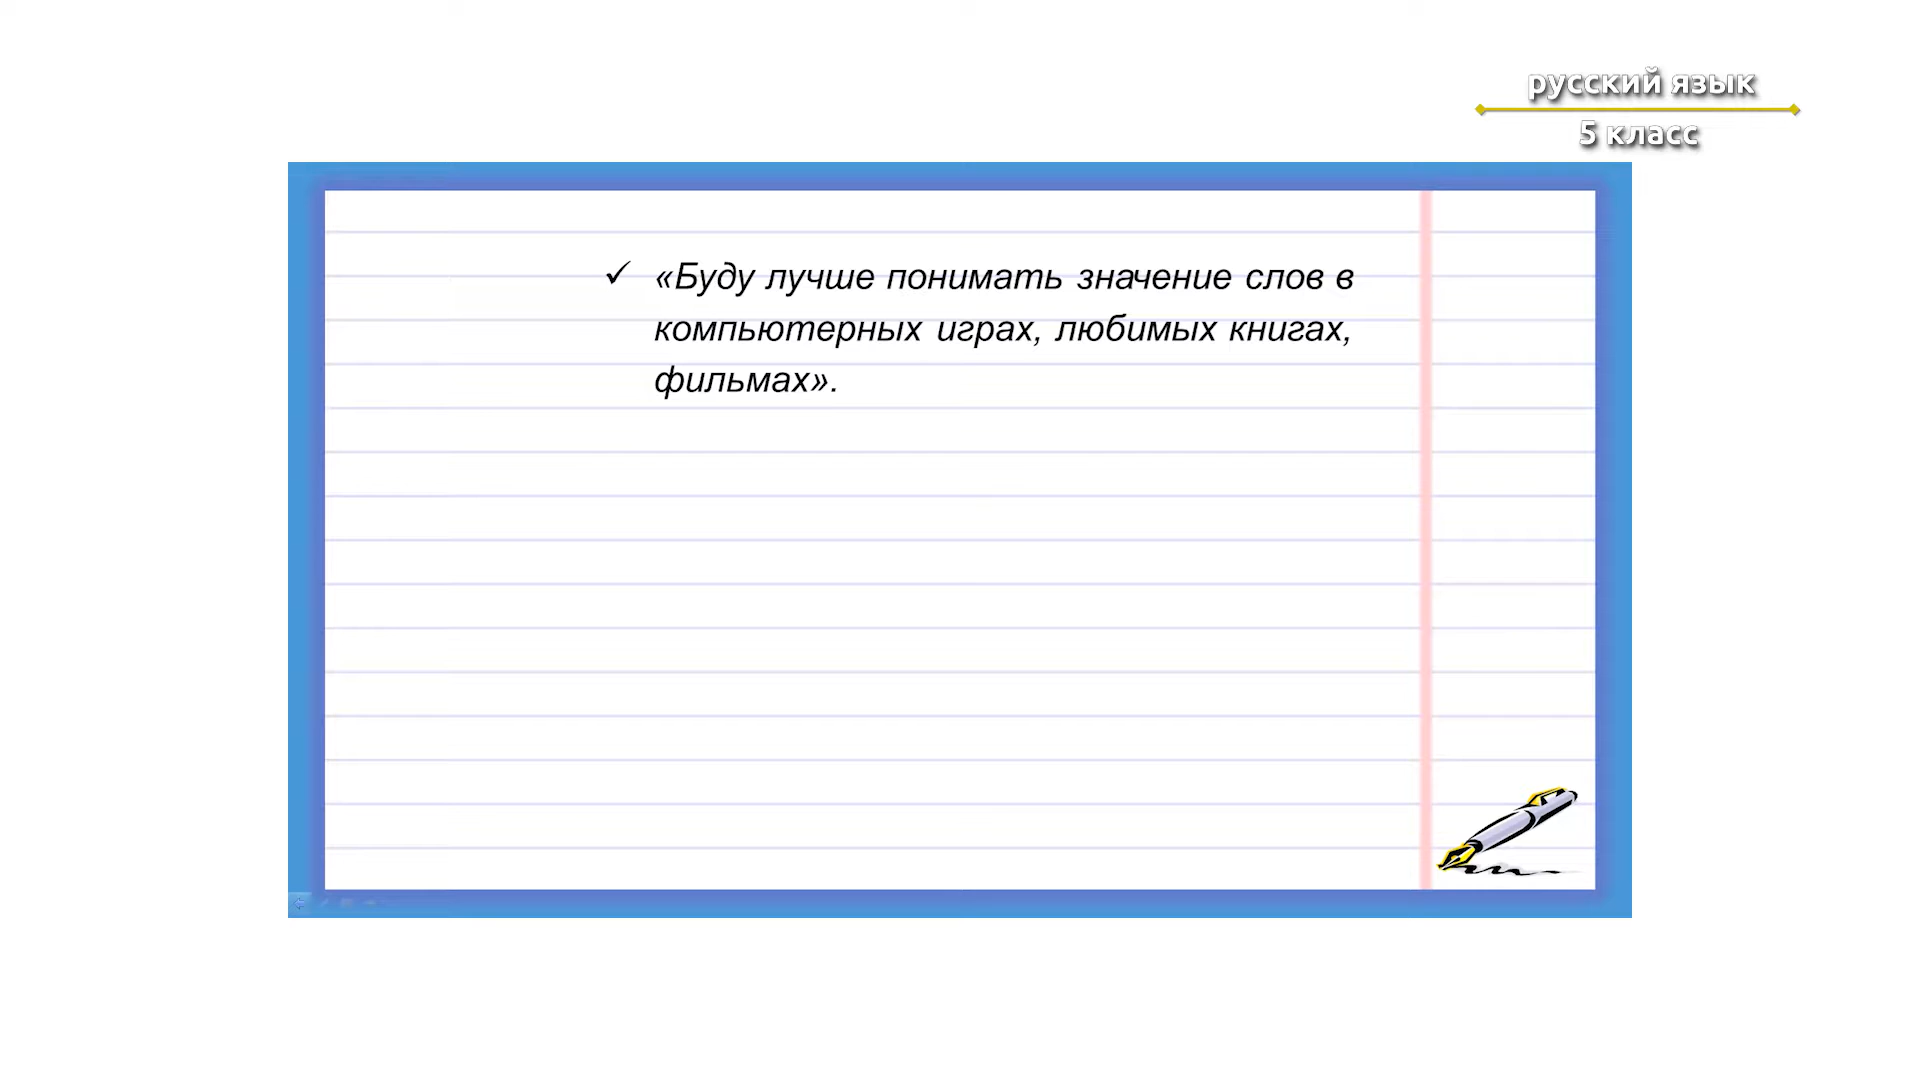 русский язык
5 класс
✓ «Буду лучше понимать значение слов в
компьютерных играх, любимых книгах,
фильмах».